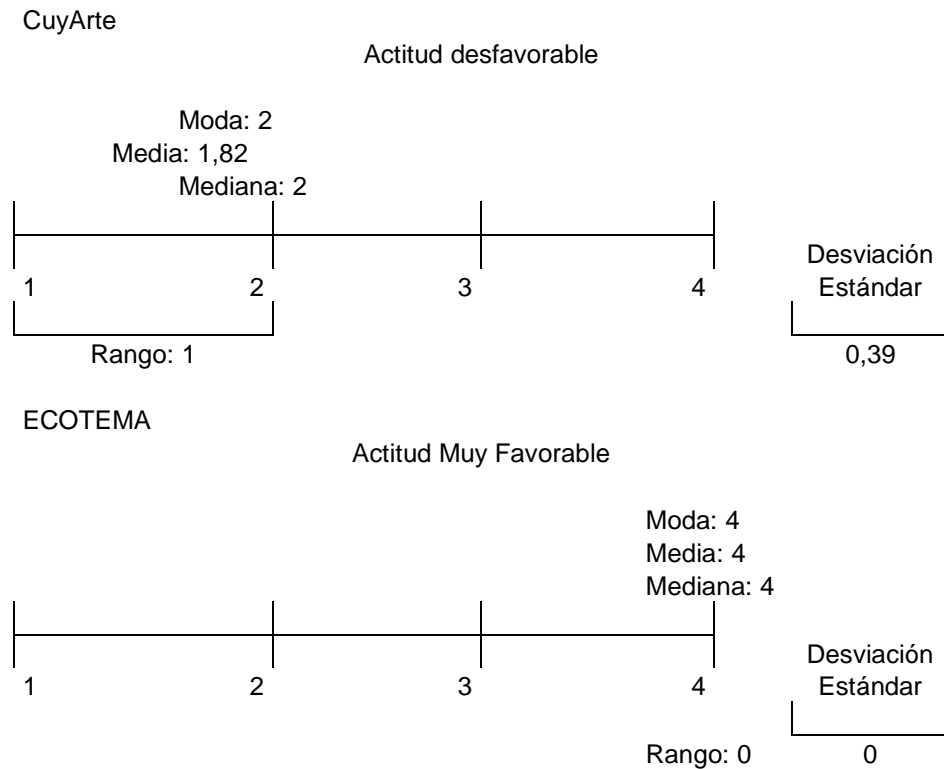 CuyArte
Actitud desfavorable
Moda: 2
Media: 1,82
Mediana: 2
Desviación
1 2 3 4 Estándar
Rango: 1 0,39
ECOTEMA
Actitud Muy Favorable
Moda: 4
Media: 4
Mediana: 4
Desviación
1 2 3 4 Estándar
Rango: 0 0